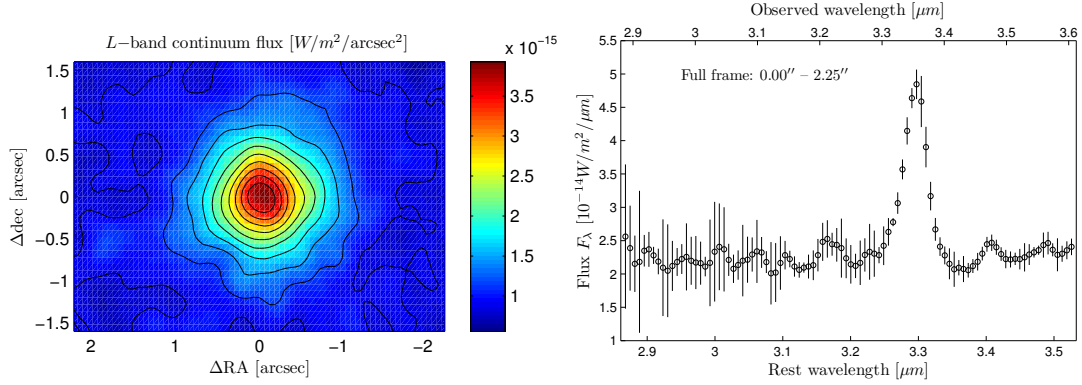 L−band continuum flux [W/m²/arcsec²]
x 10⁻¹⁵
1.5
1
0.5
0
−0.5
−1
−1.5
2 1 0 −1 −2
Δdec [arcsec]
ΔRA [arcsec]
3.5
3
2.5
2
1.5
1
Observed wavelength [μm]
2.9 3 3.1 3.2 3.3 3.4 3.5 3.6
5.5
5
4.5
4
3.5
3
2.5
2
1.5
1
Full frame: 0.00″ – 2.25″
Flux Fλ [10⁻¹⁴W/m²/μm]
2.9 3 3.1 3.2 3.3 3.4 3.5
Rest wavelength [μm]